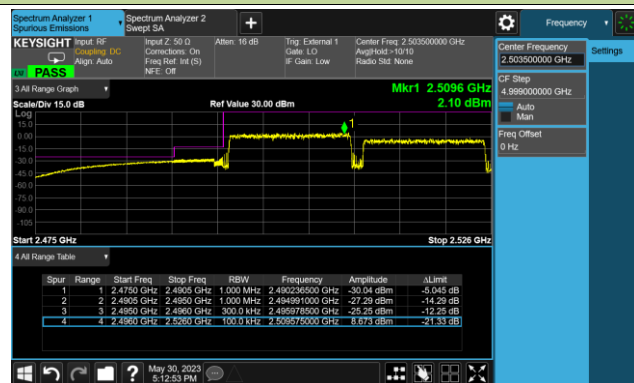 Spectrum Analyzer 1
Spurious Emissions
Spectrum Analyzer 2
Swept SA
Frequency
KEYSIGHT
Input: RF
Coupling: DC
Align: Auto
Input Z: 50 Ω
Corrections: On
Freq Ref: Int (S)
NFE: Off
Atten: 16 dB
Trig: External 1
Gate: LO
IF Gain: Low
Center Freq: 2.503500000 GHz
Avg|Hold:>10/10
Radio Std: None
PASS
Center Frequency
2.503500000 GHz
Settings
CF Step
4.999000000 GHz
Auto
Man
Freq Offset
0 Hz
3 All Range Graph
Mkr1 2.5096 GHz
Scale/Div 15.0 dB
Ref Value 30.00 dBm
2.10 dBm
Log
15.0
0.00
-15.0
-30.0
-45.0
-60.0
-75.0
-90.0
-105
1
Start 2.475 GHz
Stop 2.526 GHz
4 All Range Table
Spur Range Start Freq Stop Freq RBW Frequency Amplitude ΔLimit
1 1 2.4750 GHz 2.4905 GHz 1.000 MHz 2.490236500 GHz -30.04 dBm -5.045 dB
2 2 2.4905 GHz 2.4950 GHz 1.000 MHz 2.494991000 GHz -27.29 dBm -14.29 dB
3 3 2.4950 GHz 2.4960 GHz 300.0 kHz 2.495978500 GHz -25.25 dBm -12.25 dB
4 4 2.4960 GHz 2.5260 GHz 100.0 kHz 2.509575000 GHz 8.673 dBm -21.33 dB
May 30, 2023
5:12:53 PM